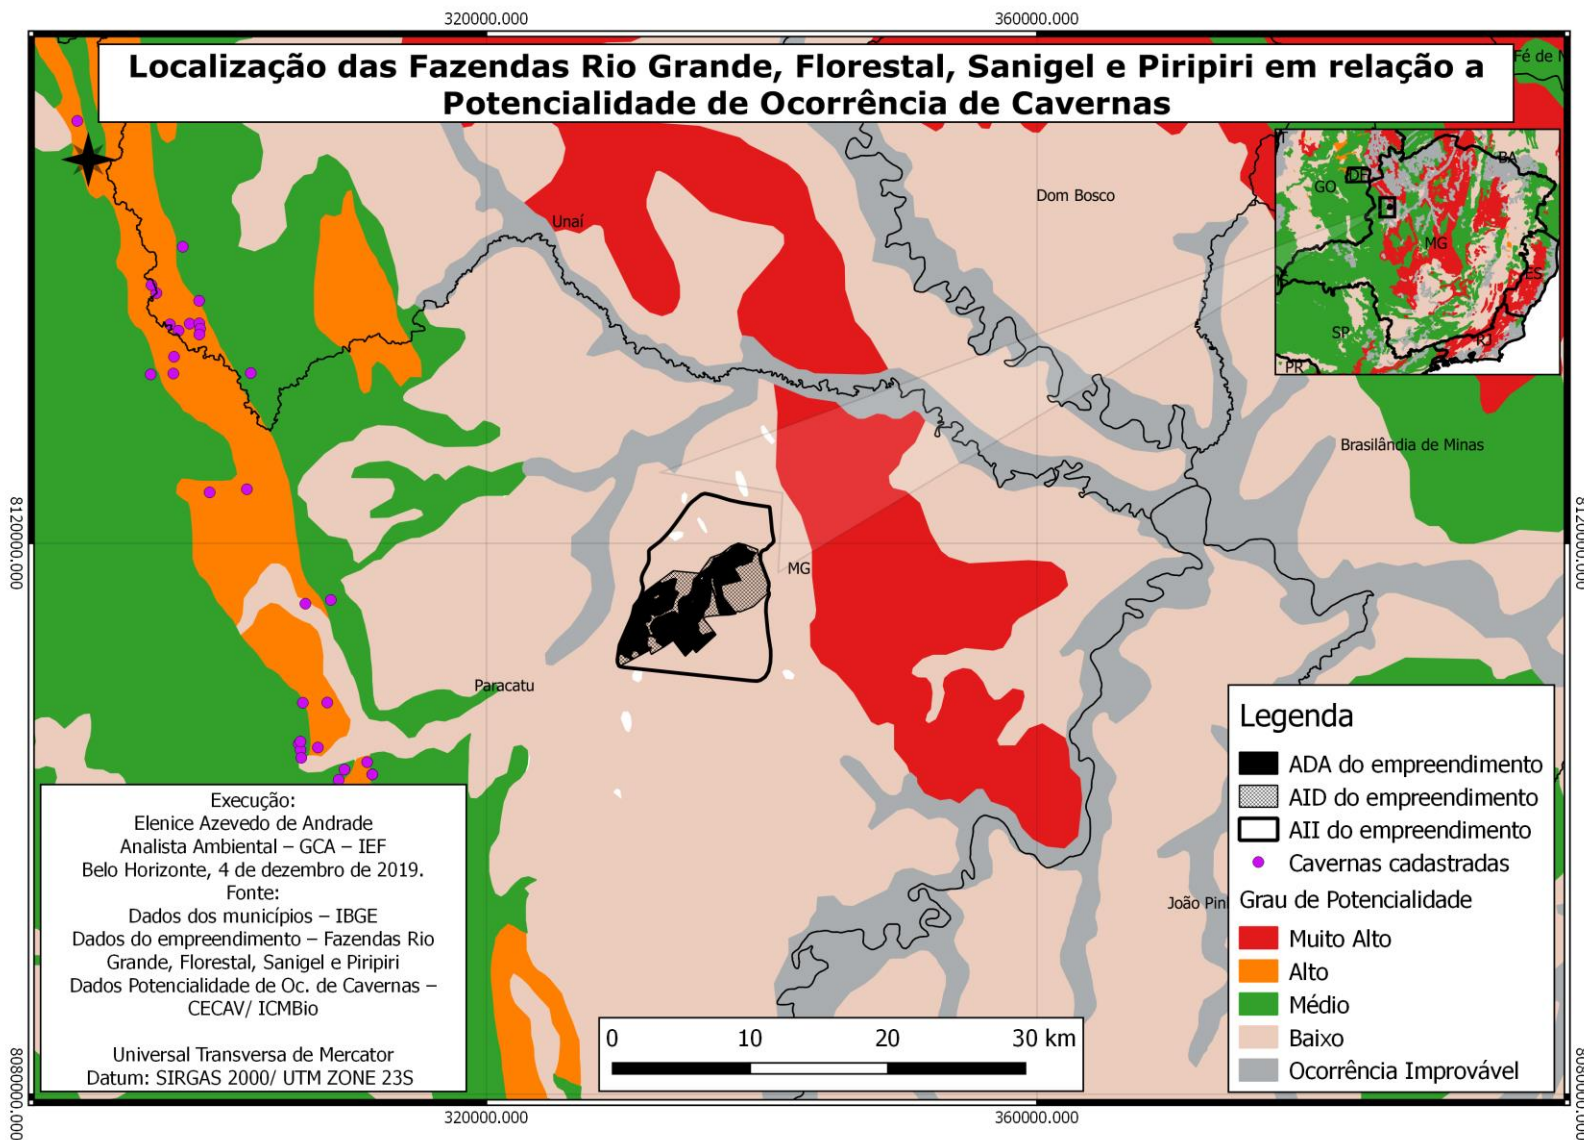 320000.000
360000.000
Localização das Fazendas Rio Grande, Florestal, Sanigel e Piripiri em relação a
Potencialidade de Ocorrência de Cavernas
Fé de M
Unaí
Dom Bosco
BA
DF
GO
MG
ES
SP
RJ
PR
Brasilândia de Minas
8120000.000
8120000.000
MG
Paracatu
João Pin
Legenda
ADA do empreendimento
AID do empreendimento
AII do empreendimento
Cavernas cadastradas
Grau de Potencialidade
Muito Alto
Alto
Médio
Baixo
Ocorrência Improvável
Execução:
Elenice Azevedo de Andrade
Analista Ambiental – GCA – IEF
Belo Horizonte, 4 de dezembro de 2019.
Fonte:
Dados dos municípios – IBGE
Dados do empreendimento – Fazendas Rio
Grande, Florestal, Sanigel e Piripiri
Dados Potencialidade de Oc. de Cavernas –
CECAV/ ICMBio
Universal Transversa de Mercator
Datum: SIRGAS 2000/ UTM ZONE 23S
0 10 20 30 km
8080000.000
8080000.000
320000.000
360000.000